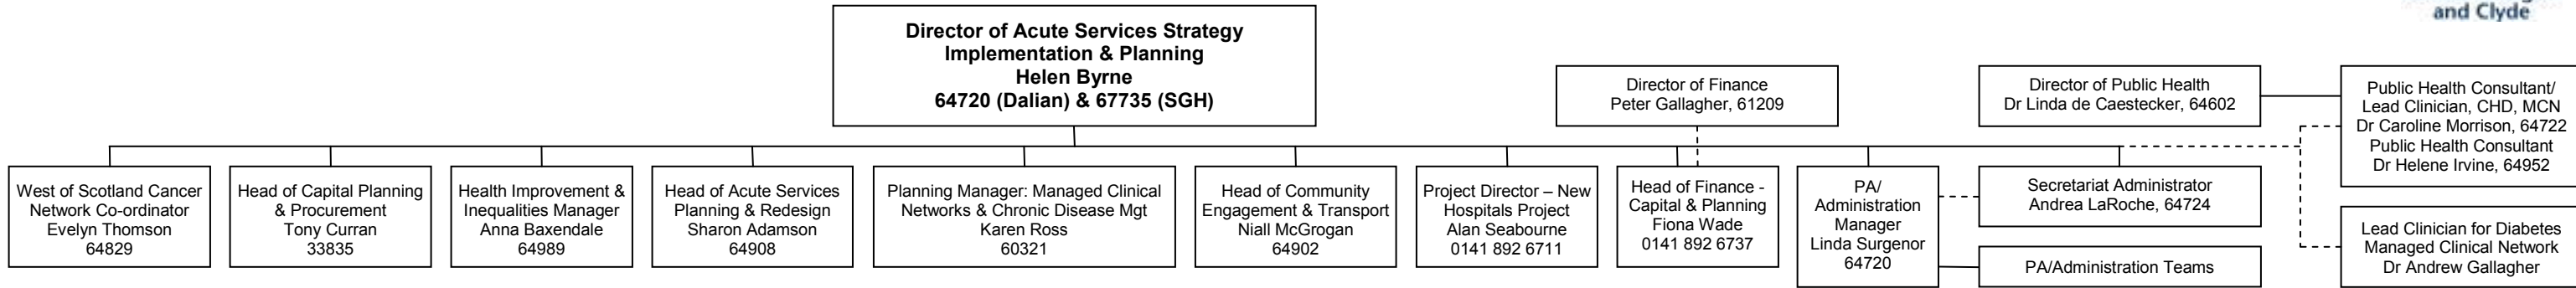 and Clyde
Director of Acute Services Strategy
Implementation & Planning
Helen Byrne
64720 (Dalian) & 67735 (SGH)
Director of Finance
Peter Gallagher, 61209
Director of Public Health
Dr Linda de Caestecker, 64602
Public Health Consultant/
Lead Clinician, CHD, MCN
Dr Caroline Morrison, 64722
Public Health Consultant
Dr Helene Irvine, 64952
West of Scotland Cancer
Network Co-ordinator
Evelyn Thomson
64829
Head of Capital Planning
& Procurement
Tony Curran
33835
Health Improvement &
Inequalities Manager
Anna Baxendale
64989
Head of Acute Services
Planning & Redesign
Sharon Adamson
64908
Planning Manager: Managed Clinical
Networks & Chronic Disease Mgt
Karen Ross
60321
Head of Community
Engagement & Transport
Niall McGrogan
64902
Project Director – New
Hospitals Project
Alan Seabourne
0141 892 6711
Head of Finance -
Capital & Planning
Fiona Wade
0141 892 6737
PA/
Administration
Manager
Linda Surgenor
64720
Secretariat Administrator
Andrea LaRoche, 64724
PA/Administration Teams
Lead Clinician for Diabetes
Managed Clinical Network
Dr Andrew Gallagher